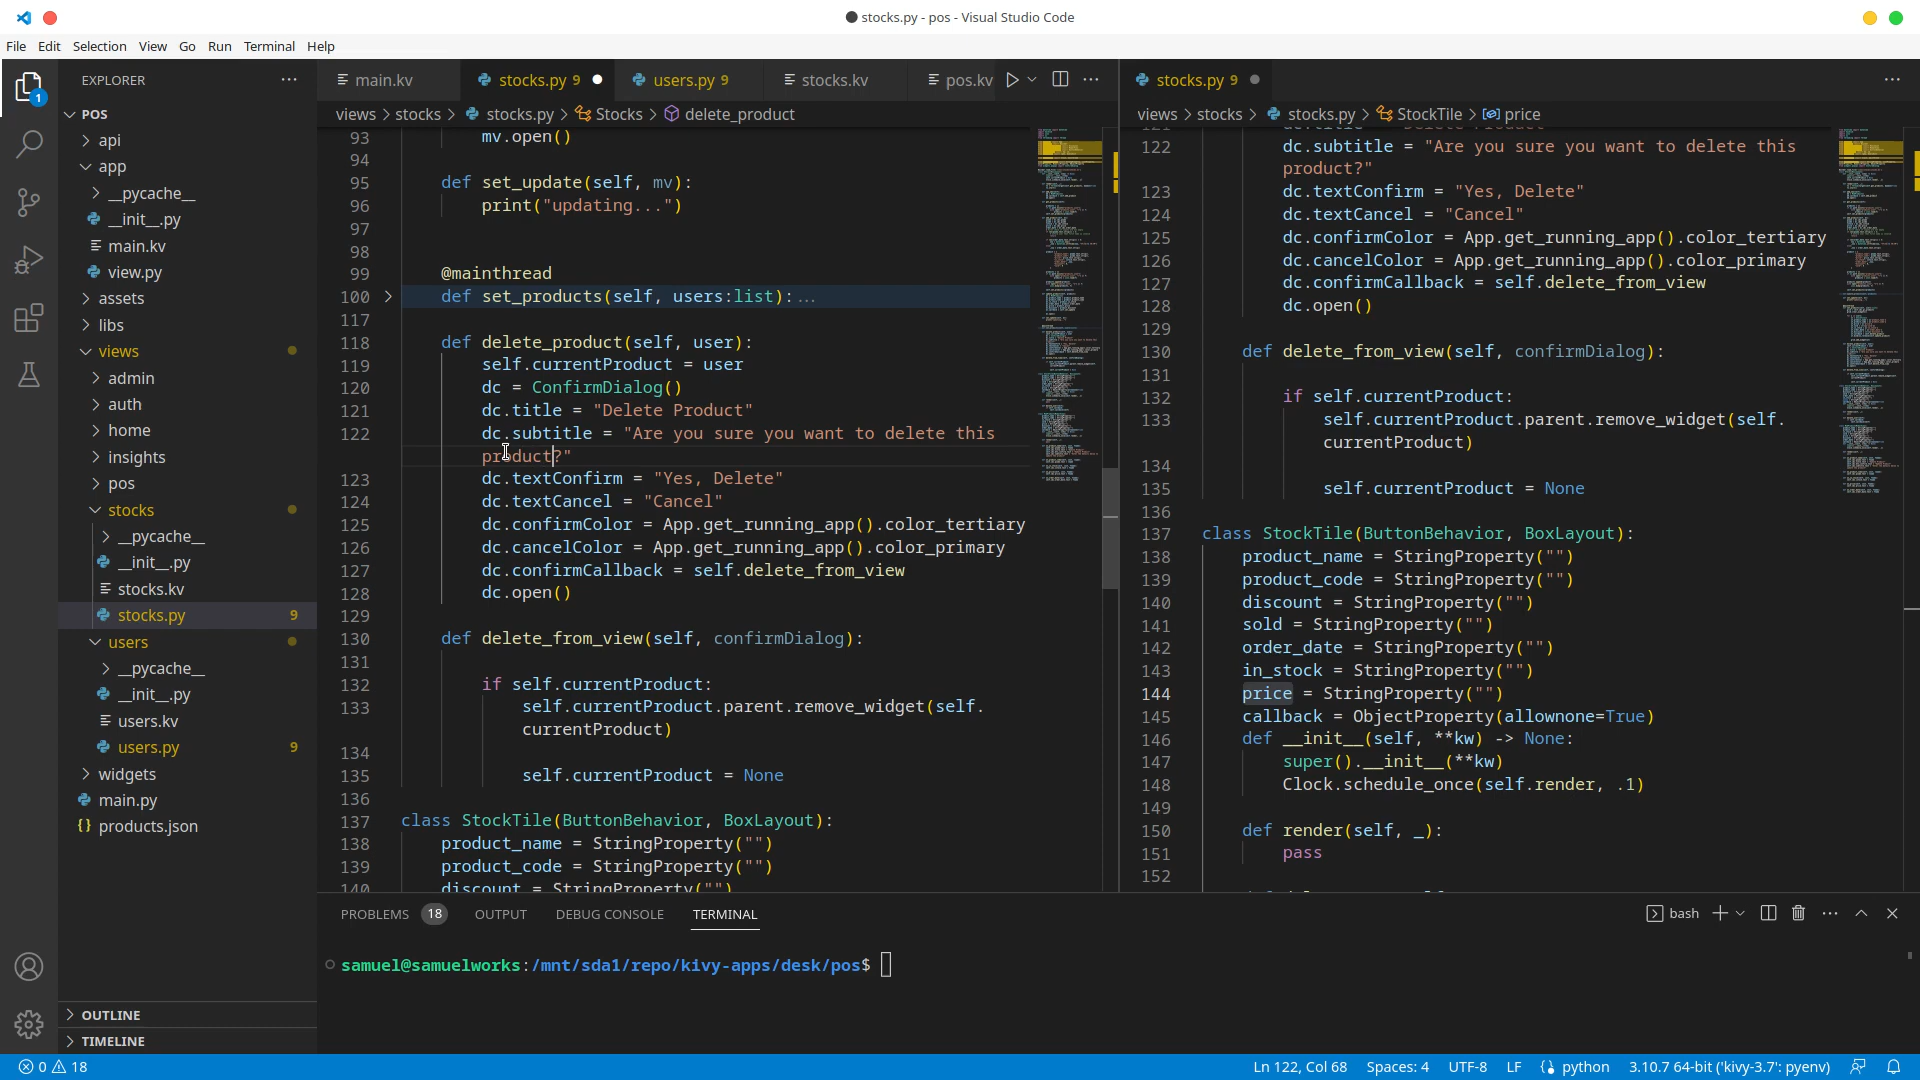 stocks.py - pos - Visual Studio Code
File Edit Selection View Go Run Terminal Help
EXPLORER
1
POS
api
app
__pycache__
__init__.py
main.kv
view.py
assets
libs
views
admin
auth
home
insights
pos
stocks
__pycache__
__init__.py
stocks.kv
stocks.py 9
users
__pycache__
__init__.py
users.kv
users.py 9
widgets
main.py
{} products.json
OUTLINE
TIMELINE
main.kv stocks.py 9 users.py 9 stocks.kv pos.kv
views > stocks > stocks.py > Stocks > delete_product
93 mv.open()
94
95 def set_update(self, mv):
96 print("updating...")
97
98
99 @mainthread
100 def set_products(self, users:list): ...
117
118 def delete_product(self, user):
119 self.currentProduct = user
120 dc = ConfirmDialog()
121 dc.title = "Delete Product"
122 dc.subtitle = "Are you sure you want to delete this
product?"
123 dc.textConfirm = "Yes, Delete"
124 dc.textCancel = "Cancel"
125 dc.confirmColor = App.get_running_app().color_tertiary
126 dc.cancelColor = App.get_running_app().color_primary
127 dc.confirmCallback = self.delete_from_view
128 dc.open()
129
130 def delete_from_view(self, confirmDialog):
131
132 if self.currentProduct:
133 self.currentProduct.parent.remove_widget(self.
currentProduct)
134
135 self.currentProduct = None
136
137 class StockTile(ButtonBehavior, BoxLayout):
138 product_name = StringProperty("")
139 product_code = StringProperty("")
140 discount = StringProperty("")
stocks.py 9
views > stocks > stocks.py > StockTile > price
122 dc.subtitle = "Are you sure you want to delete this
product?"
123 dc.textConfirm = "Yes, Delete"
124 dc.textCancel = "Cancel"
125 dc.confirmColor = App.get_running_app().color_tertiary
126 dc.cancelColor = App.get_running_app().color_primary
127 dc.confirmCallback = self.delete_from_view
128 dc.open()
129
130 def delete_from_view(self, confirmDialog):
131
132 if self.currentProduct:
133 self.currentProduct.parent.remove_widget(self.
currentProduct)
134
135 self.currentProduct = None
136
137 class StockTile(ButtonBehavior, BoxLayout):
138 product_name = StringProperty("")
139 product_code = StringProperty("")
140 discount = StringProperty("")
141 sold = StringProperty("")
142 order_date = StringProperty("")
143 in_stock = StringProperty("")
144 price = StringProperty("")
145 callback = ObjectProperty(allownone=True)
146 def __init__(self, **kw) -> None:
147 super().__init__(**kw)
148 Clock.schedule_once(self.render, .1)
149
150 def render(self, _):
151 pass
152
PROBLEMS 18 OUTPUT DEBUG CONSOLE TERMINAL
bash
samuel@samuelworks:/mnt/sda1/repo/kivy-apps/desk/pos$
0 18
Ln 122, Col 68 Spaces: 4 UTF-8 LF python 3.10.7 64-bit ('kivy-3.7': pyenv)